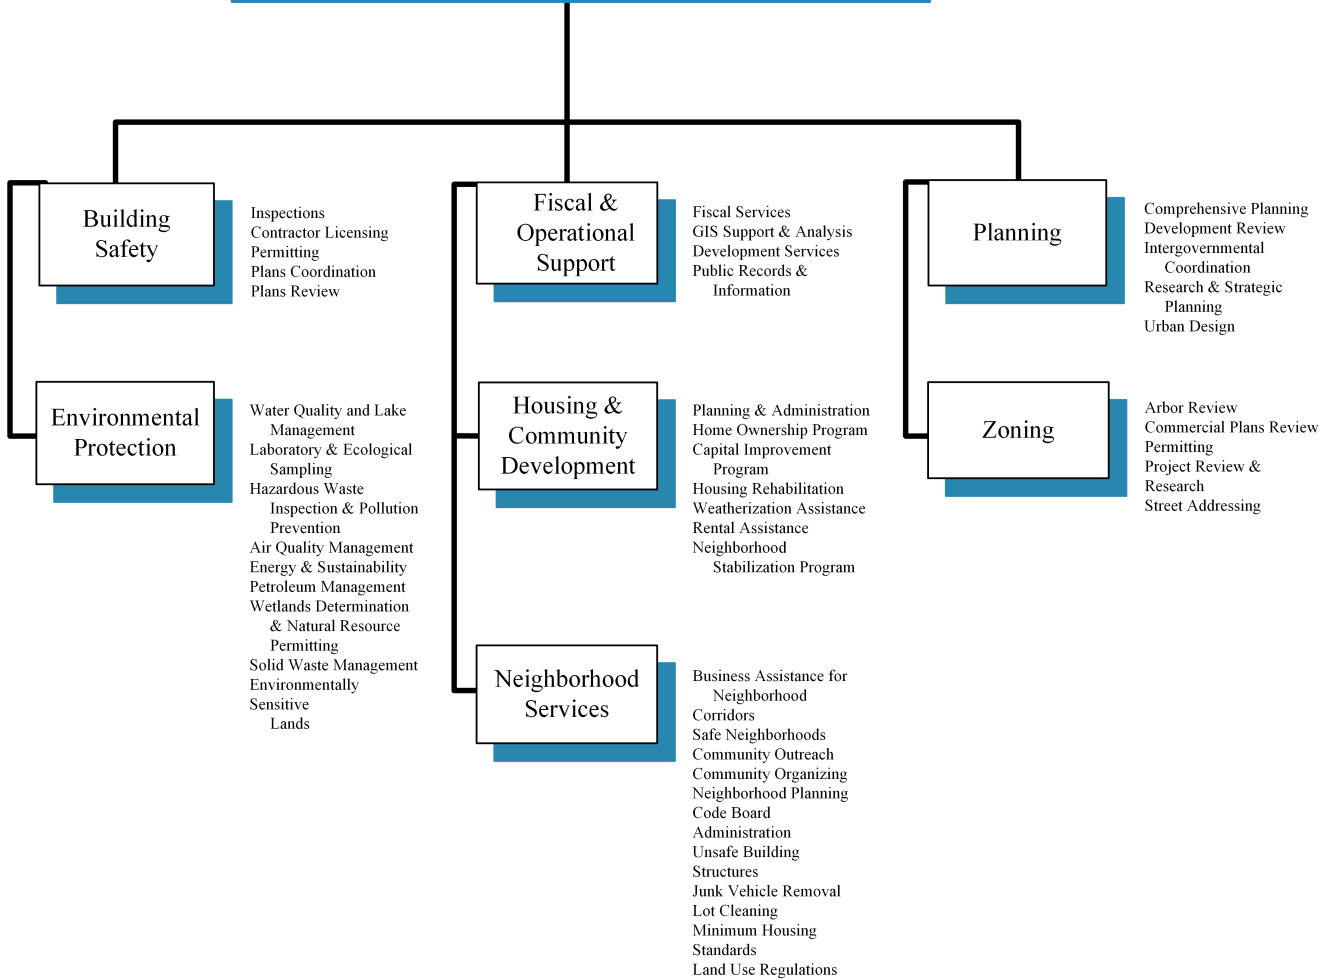 Building
Safety
Inspections
Contractor Licensing
Permitting
Plans Coordination
Plans Review
Environmental
Protection
Water Quality and Lake
Management
Laboratory & Ecological
Sampling
Hazardous Waste
Inspection & Pollution
Prevention
Air Quality Management
Energy & Sustainability
Petroleum Management
Wetlands Determination
& Natural Resource
Permitting
Solid Waste Management
Environmentally
Sensitive
Lands
Fiscal &
Operational
Support
Fiscal Services
GIS Support & Analysis
Development Services
Public Records &
Information
Housing &
Community
Development
Planning & Administration
Home Ownership Program
Capital Improvement
Program
Housing Rehabilitation
Weatherization Assistance
Rental Assistance
Neighborhood
Stabilization Program
Neighborhood
Services
Business Assistance for
Neighborhood
Corridors
Safe Neighborhoods
Community Outreach
Community Organizing
Neighborhood Planning
Code Board
Administration
Unsafe Building
Structures
Junk Vehicle Removal
Lot Cleaning
Minimum Housing
Standards
Land Use Regulations
Planning
Comprehensive Planning
Development Review
Intergovernmental
Coordination
Research & Strategic
Planning
Urban Design
Zoning
Arbor Review
Commercial Plans Review
Permitting
Project Review &
Research
Street Addressing